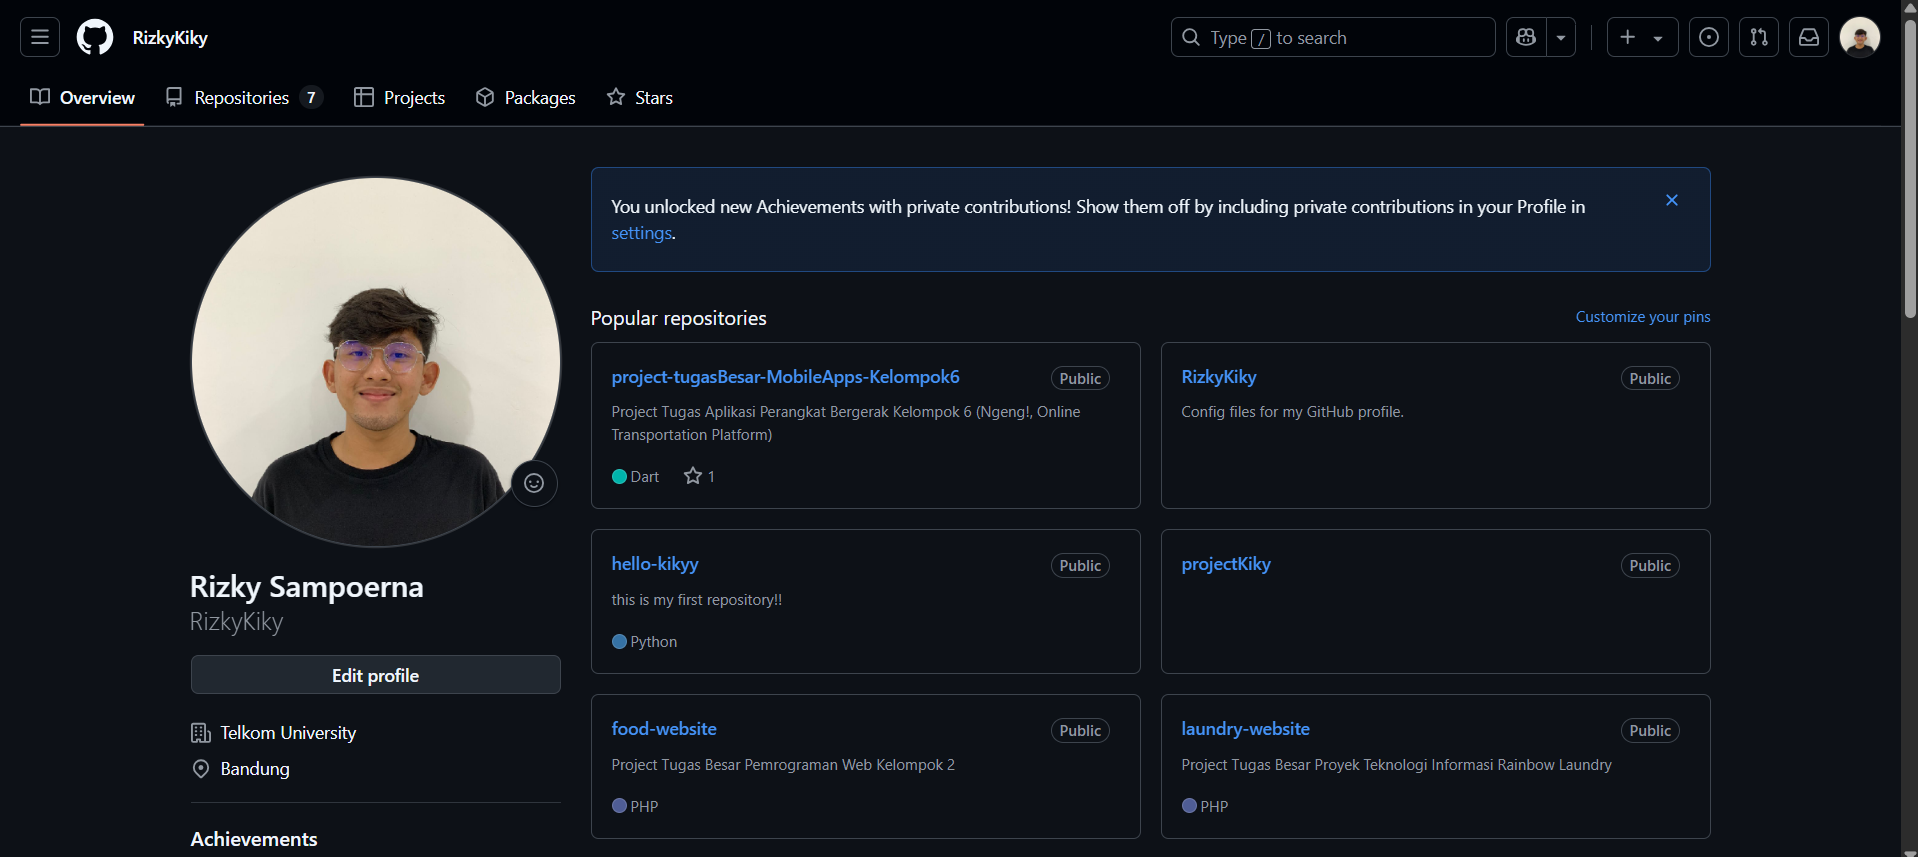 RizkyKiky
Type / to search
Overview
Repositories 7
Projects
Packages
Stars
You unlocked new Achievements with private contributions! Show them off by including private contributions in your Profile in
settings.
Popular repositories
Customize your pins
project-tugasBesar-MobileApps-Kelompok6
Public
Project Tugas Aplikasi Perangkat Bergerak Kelompok 6 (Ngeng!, Online
Transportation Platform)
Dart
1
RizkyKiky
Public
Config files for my GitHub profile.
hello-kikyy
Public
this is my first repository!!
Python
projectKiky
Public
food-website
Public
Project Tugas Besar Pemrograman Web Kelompok 2
PHP
laundry-website
Public
Project Tugas Besar Proyek Teknologi Informasi Rainbow Laundry
PHP
Rizky Sampoerna
RizkyKiky
Edit profile
Telkom University
Bandung
Achievements